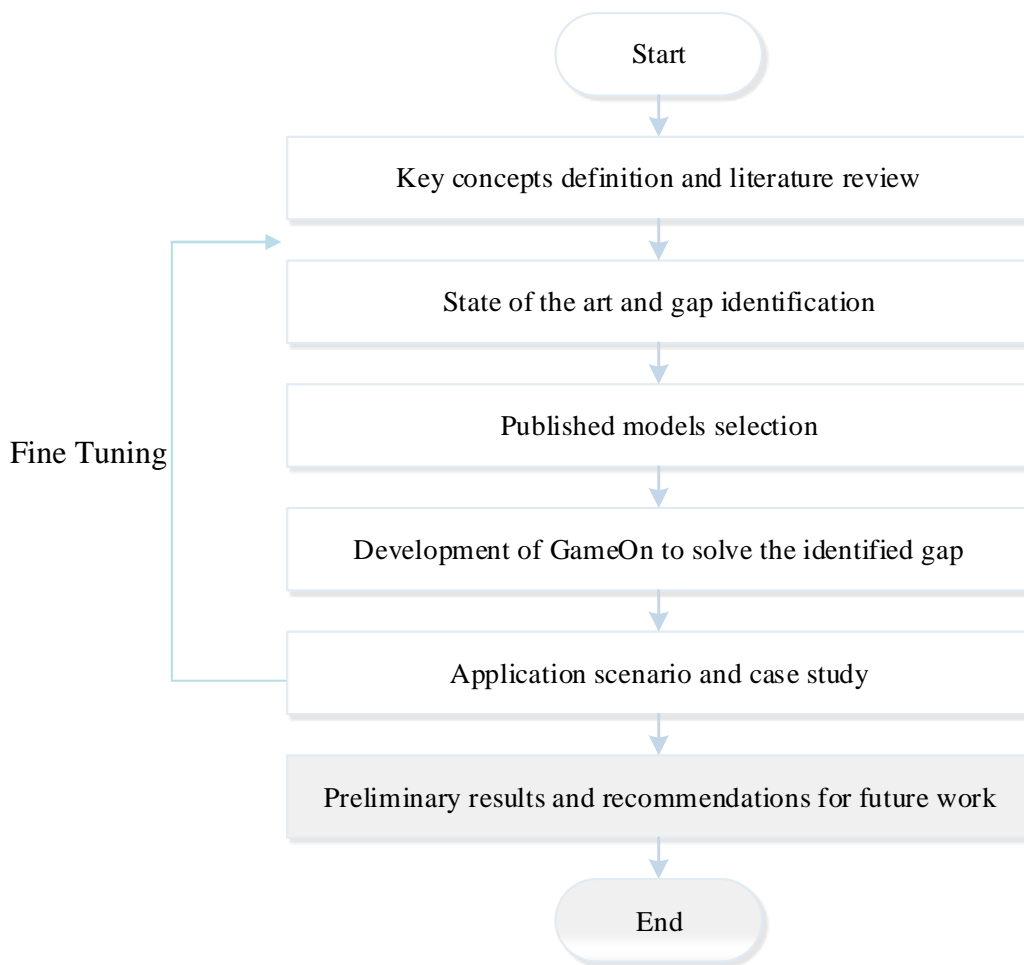 Start
Key concepts definition and literature review
State of the art and gap identification
Published models selection
Fine Tuning
Development of GameOn to solve the identified gap
Application scenario and case study
Preliminary results and recommendations for future work
End